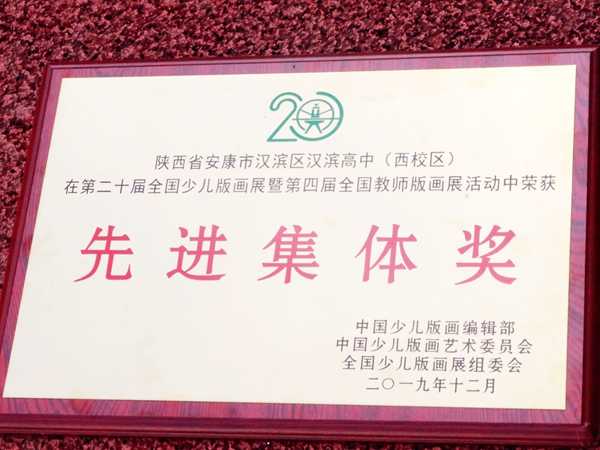 20
陕西省安康市汉滨区汉滨高中（西校区）
在第二十届全国少儿版画展暨第四届全国教师版画展活动中荣获
先进集体奖
中国少儿版画编辑部
中国少儿版画艺术委员会
全国少儿版画展组委会
二〇一九年十二月